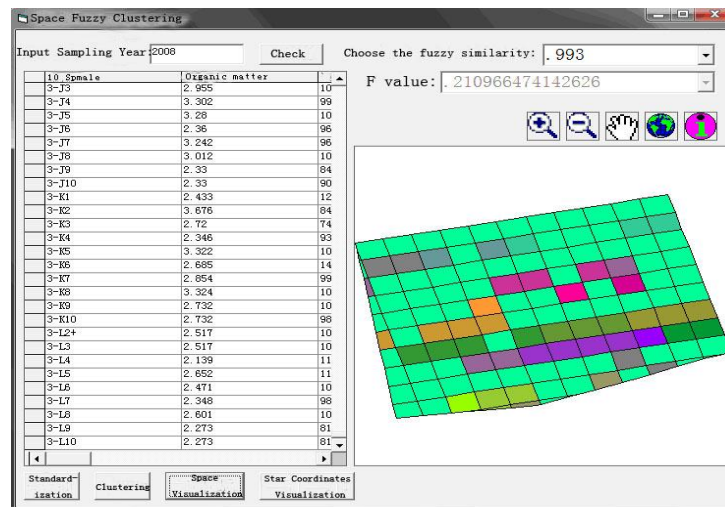 Space Fuzzy Clustering
Input Sampling Year: 2008 Check Choose the fuzzy similarity: .993
F value: .210966474142626
10_Spmale Organic matter
3-J3 2.955 10
3-J4 3.302 99
3-J5 3.28 10
3-J6 2.36 96
3-J7 3.242 96
3-J8 3.012 10
3-J9 2.33 84
3-J10 2.33 90
3-K1 2.433 12
3-K2 3.676 84
3-K3 2.72 74
3-K4 2.346 93
3-K5 3.322 10
3-K6 2.685 14
3-K7 2.854 99
3-K8 3.324 10
3-K9 2.732 10
3-K10 2.732 98
3-L2+ 2.517 10
3-L3 2.517 10
3-L4 2.139 11
3-L5 2.652 11
3-L6 2.471 10
3-L7 2.348 98
3-L8 2.601 10
3-L9 2.273 81
3-L10 2.273 81
Standard-
ization
Clustering
Space
Visualization
Star Coordinates
Visualization